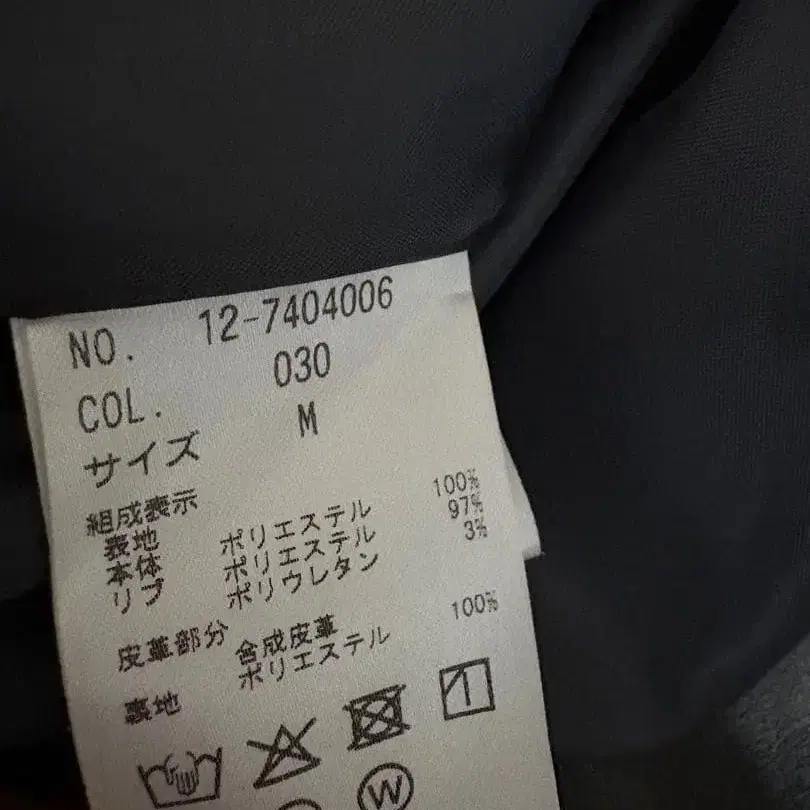 NO. 12-7404006
COL. 030
サイズ M
組成表示
表地
本体 ポリエステル 100%
リブ ポリエステル 97%
ポリウレタン 3%
皮革部分 合成皮革
裏地 ポリエステル 100%
W